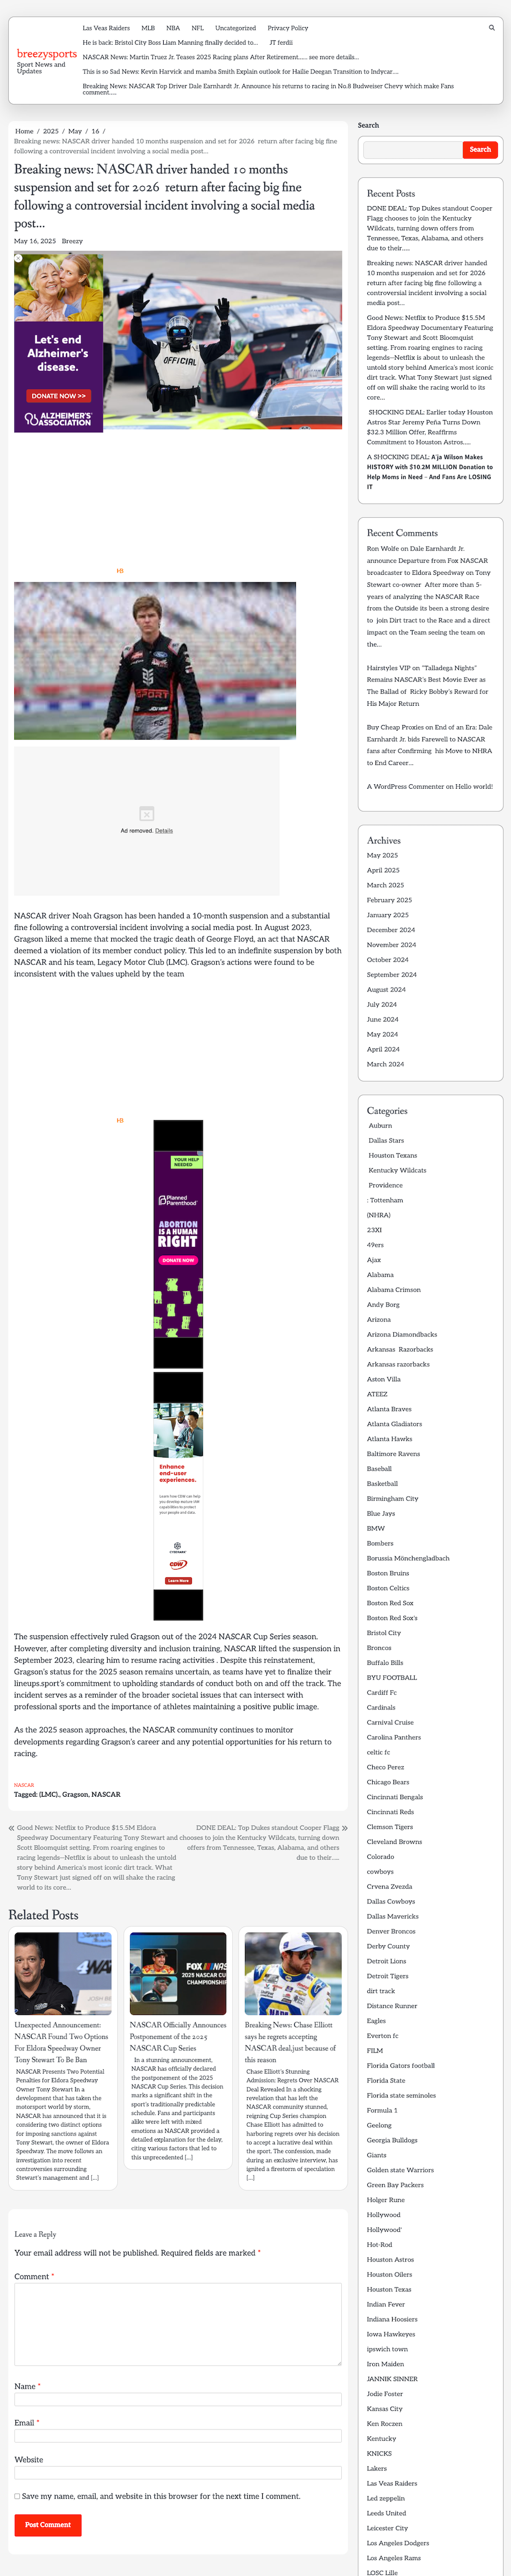 breezysports
Sport News and
Updates
Las Veas Raiders MLB NBA NFL Uncategorized Privacy Policy
He is back: Bristol City Boss Liam Manning finally decided to… JT ferdii
NASCAR News: Martin Truez Jr. Teases 2025 Racing plans After Retirement…… see more details…
This is so Sad News: Kevin Harvick and mamba Smith Explain outlook for Hailie Deegan Transition to Indycar….
Breaking News: NASCAR Top Driver Dale Earnhardt Jr. Announce his returns to racing in No.8 Budweiser Chevy which make Fans
comment…..
Home / 2025 / May / 16 /
Breaking news: NASCAR driver handed 10 months suspension and set for 2026 return after facing big fine
following a controversial incident involving a social media post…
Breaking news: NASCAR driver handed 10 months
suspension and set for 2026 return after facing big fine
following a controversial incident involving a social media
post…
May 16, 2025 Breezy
Let's end
Alzheimer's
disease.
DONATE NOW >>
ALZHEIMER'S
ASSOCIATION
OFFICIAL
Ad removed. Details
NASCAR driver Noah Gragson has been handed a 10-month suspension and a substantial
fine following a controversial incident involving a social media post. In August 2023,
Gragson liked a meme that mocked the tragic death of George Floyd, an act that NASCAR
deemed a violation of its member conduct policy. This led to an indefinite suspension by both
NASCAR and his team, Legacy Motor Club (LMC). Gragson's actions were found to be
inconsistent with the values upheld by the team
YOUR HELP
NEEDED
Planned
Parenthood
ABORTION
IS A
HUMAN
RIGHT
DONATE NOW
Enhance
end-user
experiences.
Learn how CDW can help
you develop mature IAM
capabilities to protect
your people and data.
CYBERARK
CDW
Learn More
The suspension effectively ruled Gragson out of the 2024 NASCAR Cup Series season.
However, after completing diversity and inclusion training, NASCAR lifted the suspension in
September 2023, clearing him to resume racing activities . Despite this reinstatement,
Gragson's status for the 2025 season remains uncertain, as teams have yet to finalize their
lineups.sport's commitment to upholding standards of conduct both on and off the track. The
incident serves as a reminder of the broader societal issues that can intersect with
professional sports and the importance of athletes maintaining a positive public image.
As the 2025 season approaches, the NASCAR community continues to monitor
developments regarding Gragson's career and any potential opportunities for his return to
racing.
NASCAR
Tagged: (LMC)., Gragson, NASCAR
Good News: Netflix to Produce $15.5M Eldora
Speedway Documentary Featuring Tony Stewart and
Scott Bloomquist setting. From roaring engines to
racing legends—Netflix is about to unleash the untold
story behind America's most iconic dirt track. What
Tony Stewart just signed off on will shake the racing
world to its core…
DONE DEAL: Top Dukes standout Cooper Flagg
chooses to join the Kentucky Wildcats, turning down
offers from Tennessee, Texas, Alabama, and others
due to their…..
Related Posts
Unexpected Announcement:
NASCAR Found Two Options
For Eldora Speedway Owner
Tony Stewart To Be Ban
NASCAR Presents Two Potential
Penalties for Eldora Speedway
Owner Tony Stewart In a
development that has taken the
motorsport world by storm,
NASCAR has announced that it is
considering two distinct options
for imposing sanctions against
Tony Stewart, the owner of Eldora
Speedway. The move follows an
investigation into recent
controversies surrounding
Stewart's management and […]
FOX NAS
2025 NASCAR CUP
CHAMPIONSHIP
NASCAR Officially Announces
Postponement of the 2025
NASCAR Cup Series
In a stunning announcement,
NASCAR has officially declared
the postponement of the 2025
NASCAR Cup Series. This decision
marks a significant shift in the
sport's traditionally predictable
schedule. Fans and participants
alike were left with mixed
emotions as NASCAR provided a
detailed explanation for the delay,
citing various factors that led to
this unprecedented […]
Breaking News: Chase Elliott
says he regrets accepting
NASCAR deal,just because of
this reason
Chase Elliott's Stunning
Admission: Regrets Over NASCAR
Deal Revealed In a shocking
revelation that has left the
NASCAR community stunned,
reigning Cup Series champion
Chase Elliott has admitted to
harboring regrets over his decision
to accept a lucrative deal within
the sport. The confession, made
during an exclusive interview, has
ignited a firestorm of speculation
[…]
Leave a Reply
Your email address will not be published. Required fields are marked *
Comment *
Name *
Email *
Website
Save my name, email, and website in this browser for the next time I comment.
Post Comment
Search
Search
Recent Posts
DONE DEAL: Top Dukes standout Cooper
Flagg chooses to join the Kentucky
Wildcats, turning down offers from
Tennessee, Texas, Alabama, and others
due to their…..
Breaking news: NASCAR driver handed
10 months suspension and set for 2026
return after facing big fine following a
controversial incident involving a social
media post…
Good News: Netflix to Produce $15.5M
Eldora Speedway Documentary Featuring
Tony Stewart and Scott Bloomquist
setting. From roaring engines to racing
legends—Netflix is about to unleash the
untold story behind America's most iconic
dirt track. What Tony Stewart just signed
off on will shake the racing world to its
core…
SHOCKING DEAL: Earlier today Houston
Astros Star Jeremy Peña Turns Down
$32.3 Million Offer, Reaffirms
Commitment to Houston Astros…..
A SHOCKING DEAL: A'ja Wilson Makes
HISTORY with $10.2M MILLION Donation to
Help Moms in Need – And Fans Are LOSING
IT
Recent Comments
Ron Wolfe on Dale Earnhardt Jr.
announce Departure from Fox NASCAR
broadcaster to Eldora Speedway on Tony
Stewart co-owner After more than 5-
years of analyzing the NASCAR Race
from the Outside its been a strong desire
to join Dirt tract to the Race and a direct
impact on the Team seeing the team on
the…
Hairstyles VIP on “Talladega Nights”
Remains NASCAR's Best Movie Ever as
The Ballad of Ricky Bobby's Reward for
His Major Return
Buy Cheap Proxies on End of an Era: Dale
Earnhardt Jr. bids Farewell to NASCAR
fans after Confirming his Move to NHRA
to End Career…
A WordPress Commenter on Hello world!
Archives
May 2025
April 2025
March 2025
February 2025
January 2025
December 2024
November 2024
October 2024
September 2024
August 2024
July 2024
June 2024
May 2024
April 2024
March 2024
Categories
Auburn
Dallas Stars
Houston Texans
Kentucky Wildcats
Providence
: Tottenham
(NHRA)
23XI
49ers
Ajax
Alabama
Alabama Crimson
Andy Borg
Arizona
Arizona Diamondbacks
Arkansas Razorbacks
Arkansas razorbacks
Aston Villa
ATEEZ
Atlanta Braves
Atlanta Gladiators
Atlanta Hawks
Baltimore Ravens
Baseball
Basketball
Birmingham City
Blue Jays
BMW
Bombers
Borussia Mönchengladbach
Boston Bruins
Boston Celtics
Boston Red Sox
Boston Red Sox's
Bristol City
Broncos
Buffalo Bills
BYU FOOTBALL
Cardiff Fc
Cardinals
Carnival Cruise
Carolina Panthers
celtic fc
Checo Perez
Chicago Bears
Cincinnati Bengals
Cincinnati Reds
Clemson Tigers
Cleveland Browns
Colorado
cowboys
Crvena Zvezda
Dallas Cowboys
Dallas Mavericks
Denver Broncos
Derby County
Detroit Lions
Detroit Tigers
dirt track
Distance Runner
Eagles
Everton fc
FILM
Florida Gators football
Florida State
Florida state seminoles
Formula 1
Geelong
Georgia Bulldogs
Giants
Golden state Warriors
Green Bay Packers
Holger Rune
Hollywood
Hollywood'
Hot-Rod
Houston Astros
Houston Oilers
Houston Texas
Indian Fever
Indiana Hoosiers
Iowa Hawkeyes
ipswich town
Iron Maiden
JANNIK SINNER
Jodie Foster
Kansas City
Ken Roczen
Kentucky
KNICKS
Lakers
Las Veas Raiders
Led zeppelin
Leeds United
Leicester City
Los Angeles Dodgers
Los Angeles Rams
LOSC Lille